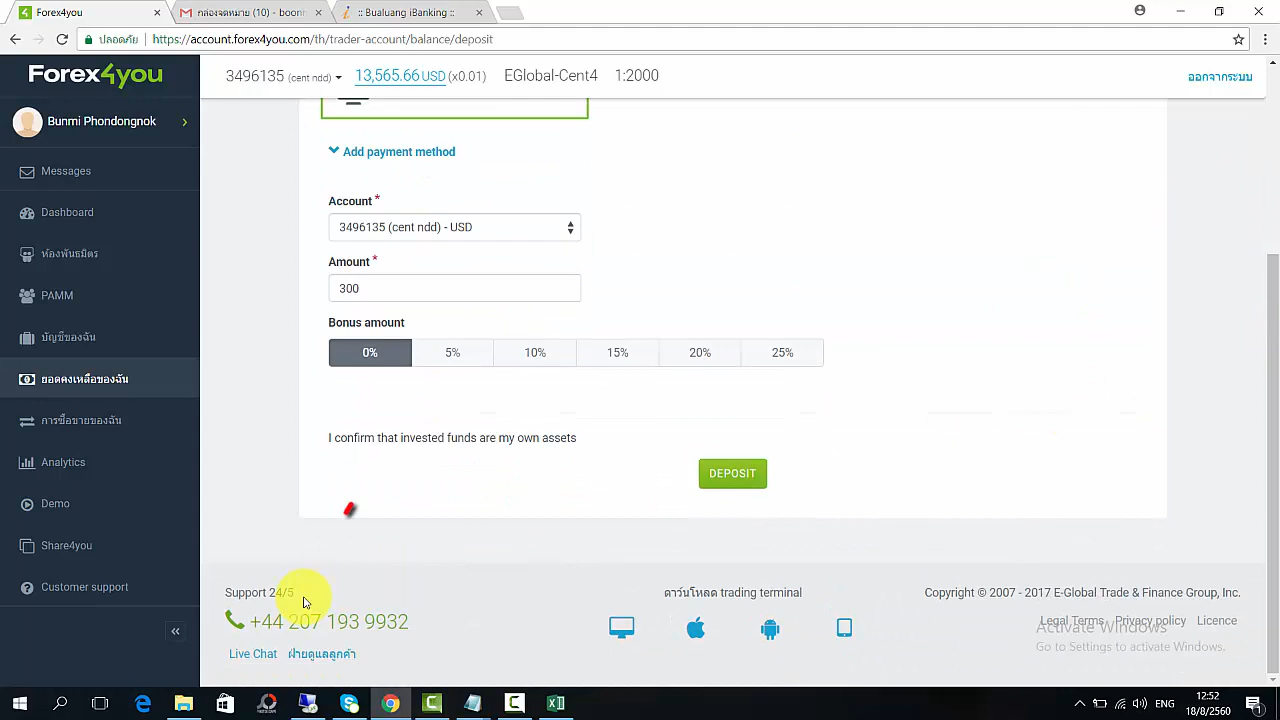 Forex4you
กล่องจดหมาย (10) - boonm
:: Bualuang iBanking ::
ปลอดภัย
https://account.forex4you.com/th/trader-account/balance/deposit
Forex4you
3496135 (cent ndd)
13,565.66 USD (x0.01)
EGlobal-Cent4
1:2000
ออกจากระบบ
Bunmi Phondongnok
Messages
Dashboard
ห้องพันธมิตร
PAMM
บัญชีของฉัน
ยอดคงเหลือของฉัน
การซื้อขายของฉัน
Analytics
Demo
Share4you
Customer support
Add payment method
Account *
3496135 (cent ndd) - USD
Amount *
300
Bonus amount
0% 5% 10% 15% 20% 25%
I confirm that invested funds are my own assets
DEPOSIT
Support 24/5
+44 207 193 9932
Live Chat ฝ่ายดูแลลูกค้า
ดาวน์โหลด trading terminal
Copyright © 2007 - 2017 E-Global Trade & Finance Group, Inc.
Legal Terms Privacy policy Licence
Activate Windows
Go to Settings to activate Windows.
ENG
12:52
18/8/2560